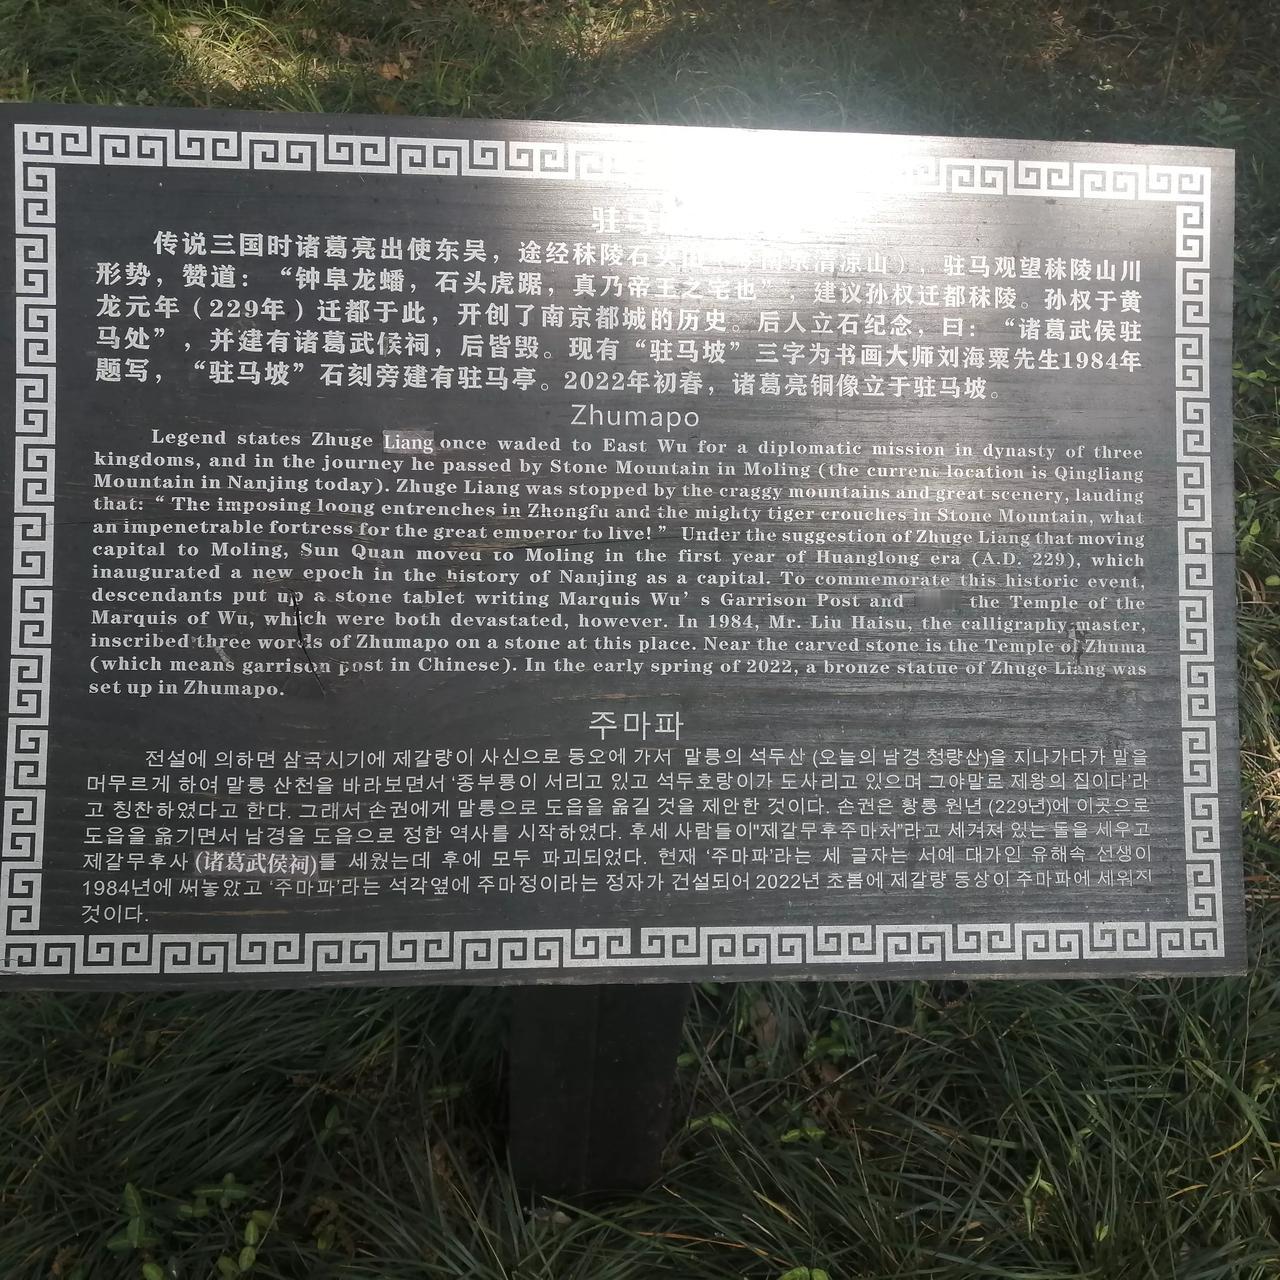 驻马
传说三国时诸葛亮出使东吴，途经秣陵石头山（今南京清凉山），驻马观望秣陵山川
形势，赞道：“钟阜龙蟠，石头虎踞，真乃帝王之宅也”，建议孙权迁都秣陵。孙权于黄
龙元年（229年）迁都于此，开创了南京都城的历史。后人立石纪念，曰：“诸葛武侯驻
马处”，并建有诸葛武侯祠，后皆毁。现有“驻马坡”三字为书画大师刘海粟先生1984年
题写，“驻马坡”石刻旁建有驻马亭。2022年初春，诸葛亮铜像立于驻马坡。
Zhumapo
Legend states Zhuge Liang once waded to East Wu for a diplomatic mission in dynasty of three
kingdoms, and in the journey he passed by Stone Mountain in Moling (the current location is Qingliang
Mountain in Nanjing today). Zhuge Liang was stopped by the craggy mountains and great scenery, lauding
that: “ The imposing loong entrenches in Zhongfu and the mighty tiger crouches in Stone Mountain, what
an impenetrable fortress for the great emperor to live! ” Under the suggestion of Zhuge Liang that moving
capital to Moling, Sun Quan moved to Moling in the first year of Huanglong era (A.D. 229), which
inaugurated a new epoch in the history of Nanjing as a capital. To commemorate this historic event,
descendants put up a stone tablet writing Marquis Wu’ s Garrison Post and the Temple of the
Marquis of Wu, which were both devastated, however. In 1984, Mr. Liu Haisu, the calligraphy master,
inscribed three words of Zhumapo on a stone at this place. Near the carved stone is the Temple of Zhuma
(which means garrison post in Chinese). In the early spring of 2022, a bronze statue of Zhuge Liang was
set up in Zhumapo.
주마파
전설에 의하면 삼국시기에 제갈량이 사신으로 동오에 가서 말릉의 석두산 (오늘의 남경 청량산)을 지나가다가 말을
머무르게 하여 말릉 산천을 바라보면서 ‘종부룡이 서리고 있고 석두호랑이가 도사리고 있으며 그야말로 제왕의 집이다’라
고 칭찬하였다고 한다. 그래서 손권에게 말릉으로 도읍을 옮길 것을 제안한 것이다. 손권은 황룡 원년 (229년)에 이곳으로
도읍을 옮기면서 남경을 도읍으로 정한 역사를 시작하였다. 후세 사람들이"제갈무후주마처"라고 세겨져 있는 돌을 세우고
제갈무후사 (诸葛武侯祠)를 세웠는데 후에 모두 파괴되었다. 현재 ‘주마파’라는 세 글자는 서예 대가인 유해속 선생이
1984년에 써놓았고 ‘주마파’라는 석각옆에 주마정이라는 정자가 건설되어 2022년 초봄에 제갈량 동상이 주마파에 세워진
것이다.